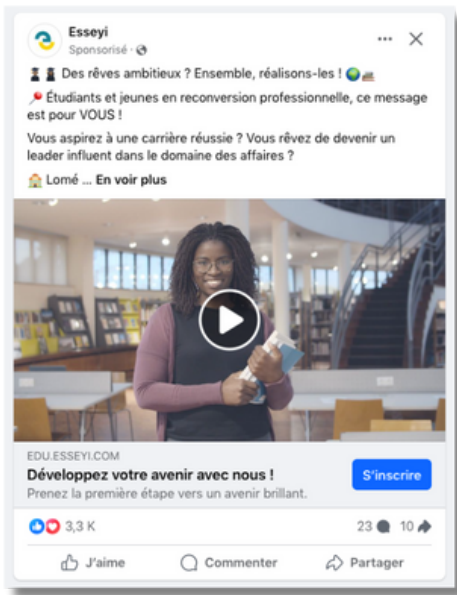 Esseyi
Sponsorisé ·
Des rêves ambitieux ? Ensemble, réalisons-les !
Étudiants et jeunes en reconversion professionnelle, ce message
est pour VOUS !
Vous aspirez à une carrière réussie ? Vous rêvez de devenir un
leader influent dans le domaine des affaires ?
Lomé ... En voir plus
EDU.ESSEYI.COM
Développez votre avenir avec nous !
Prenez la première étape vers un avenir brillant.
S'inscrire
3,3 K
23 10
J'aime Commenter Partager